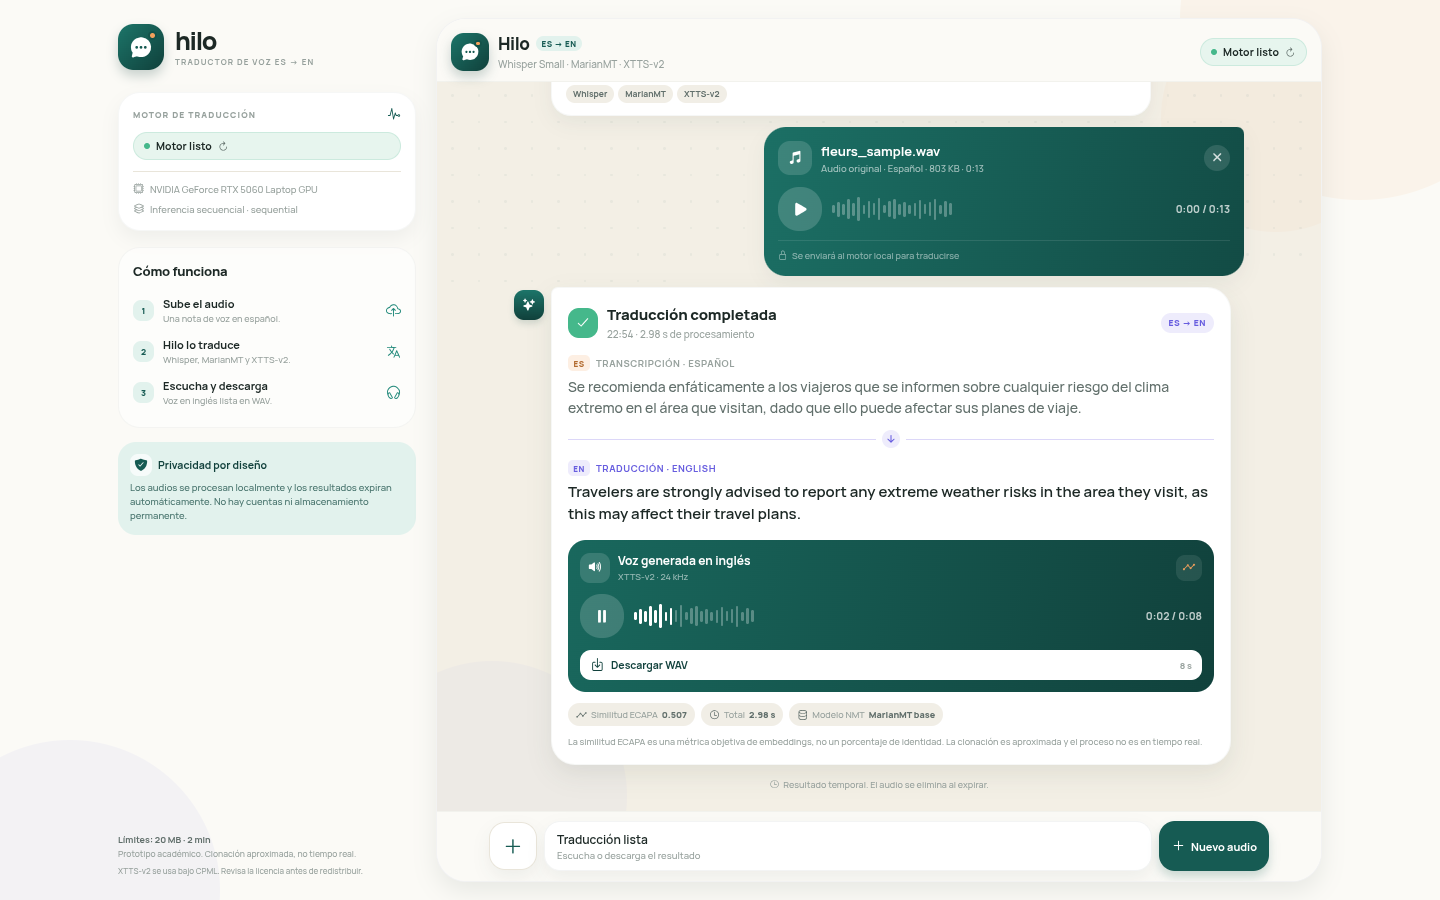 hilo
TRADUCTOR DE VOZ ES → EN
MOTOR DE TRADUCCIÓN
Motor listo
NVIDIA GeForce RTX 5060 Laptop GPU
Inferencia secuencial · sequential
Cómo funciona
1
Sube el audio
Una nota de voz en español.
2
Hilo lo traduce
Whisper, MarianMT y XTTS-v2.
3
Escucha y descarga
Voz en inglés lista en WAV.
Privacidad por diseño
Los audios se procesan localmente y los resultados expiran
automáticamente. No hay cuentas ni almacenamiento
permanente.
Límites: 20 MB · 2 min
Prototipo académico. Clonación aproximada, no tiempo real.
XTTS-v2 se usa bajo CPML. Revisa la licencia antes de redistribuir.
Hilo ES → EN
Whisper Small · MarianMT · XTTS-v2
Motor listo
Whisper MarianMT XTTS-v2
fleurs_sample.wav
Audio original · Español · 803 KB · 0:13
0:00 / 0:13
Se enviará al motor local para traducirse
Traducción completada
22:54 · 2.98 s de procesamiento
ES → EN
ES TRANSCRIPCIÓN · ESPAÑOL
Se recomienda enfáticamente a los viajeros que se informen sobre cualquier riesgo del clima
extremo en el área que visitan, dado que ello puede afectar sus planes de viaje.
EN TRADUCCIÓN · ENGLISH
Travelers are strongly advised to report any extreme weather risks in the area they visit, as
this may affect their travel plans.
Voz generada en inglés
XTTS-v2 · 24 kHz
0:02 / 0:08
Descargar WAV 8 s
Similitud ECAPA 0.507 Total 2.98 s Modelo NMT MarianMT base
La similitud ECAPA es una métrica objetiva de embeddings, no un porcentaje de identidad. La clonación es aproximada y el proceso no es en tiempo real.
Resultado temporal. El audio se elimina al expirar.
Traducción lista
Escucha o descarga el resultado
Nuevo audio